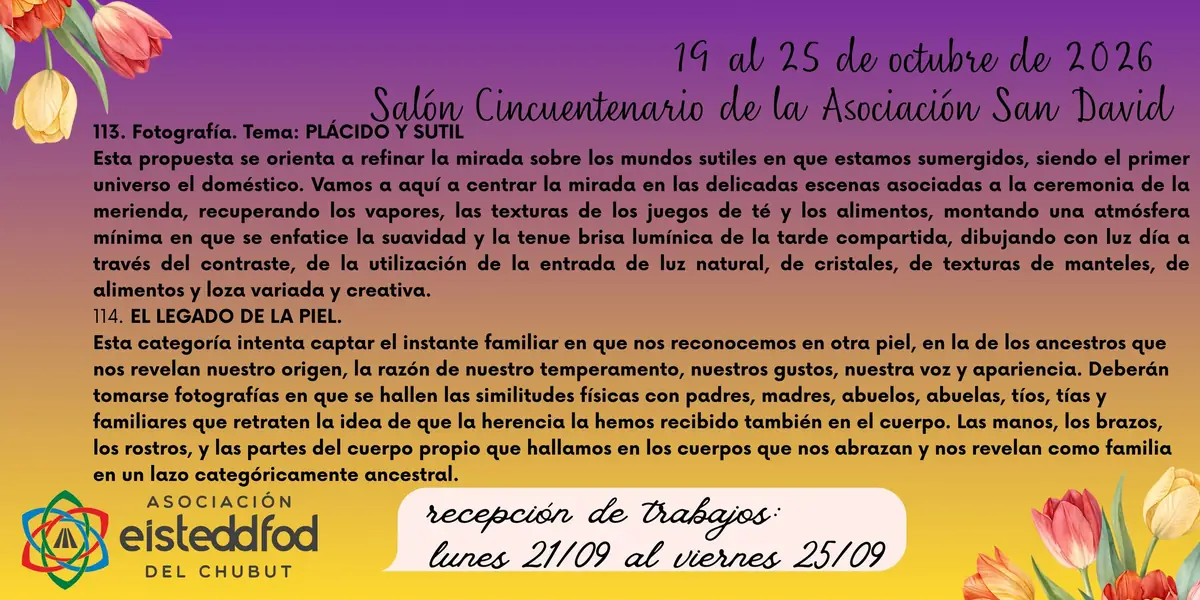 19 al 25 de octubre de 2026
Salón Cincuentenario de la Asociación San David
113. Fotografía. Tema: PLÁCIDO Y SUTIL
Esta propuesta se orienta a refinar la mirada sobre los mundos sutiles en que estamos sumergidos, siendo el primer
universo el doméstico. Vamos a aquí a centrar la mirada en las delicadas escenas asociadas a la ceremonia de la
merienda, recuperando los vapores, las texturas de los juegos de té y los alimentos, montando una atmósfera
mínima en que se enfatice la suavidad y la tenue brisa lumínica de la tarde compartida, dibujando con luz día a
través del contraste, de la utilización de la entrada de luz natural, de cristales, de texturas de manteles, de
alimentos y loza variada y creativa.
114. EL LEGADO DE LA PIEL.
Esta categoría intenta captar el instante familiar en que nos reconocemos en otra piel, en la de los ancestros que
nos revelan nuestro origen, la razón de nuestro temperamento, nuestros gustos, nuestra voz y apariencia. Deberán
tomarse fotografías en que se hallen las similitudes físicas con padres, madres, abuelos, abuelas, tíos, tías y
familiares que retraten la idea de que la herencia la hemos recibido también en el cuerpo. Las manos, los brazos,
los rostros, y las partes del cuerpo propio que hallamos en los cuerpos que nos abrazan y nos revelan como familia
en un lazo categóricamente ancestral.
ASOCIACIÓN
eisteddfod
DEL CHUBUT
recepción de trabajos:
lunes 21/09 al viernes 25/09